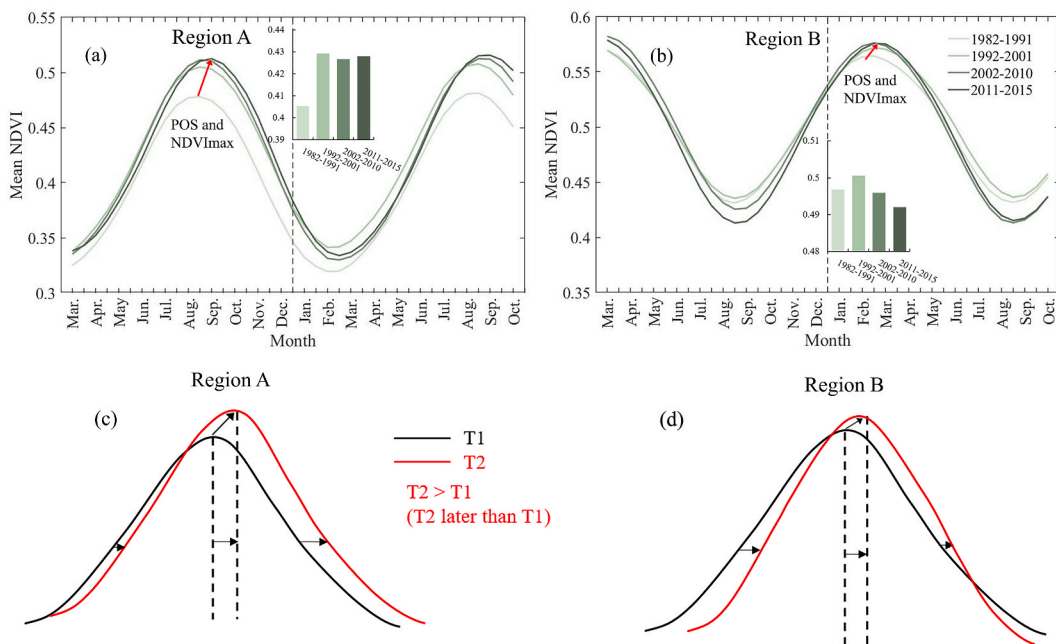 (a)
Region A
0.44
0.43
0.42
0.41
0.4
0.39
1982-1991
1992-2001
2002-2010
2011-2015
POS and
NDVImax
Mean NDVI
0.5
0.45
0.4
0.35
0.3
Mar.
Apr.
May
Jun.
Jul.
Aug.
Sep.
Oct.
Nov.
Dec.
Jan.
Feb.
Mar.
Apr.
May
Jun.
Jul.
Aug.
Sep.
Oct.
Month
(b)
Region B
1982-1991
1992-2001
2002-2010
2011-2015
POS and
NDVImax
0.51
0.5
0.49
0.48
1982-1991
1992-2001
2002-2010
2011-2015
Mean NDVI
0.6
0.55
0.5
0.45
0.4
0.35
Mar.
Apr.
May
Jun.
Jul.
Aug.
Sep.
Oct.
Nov.
Dec.
Jan.
Feb.
Mar.
Apr.
May
Jun.
Jul.
Aug.
Sep.
Oct.
Month
Region A
(c)
T1
T2
T2 > T1
(T2 later than T1)
Region B
(d)